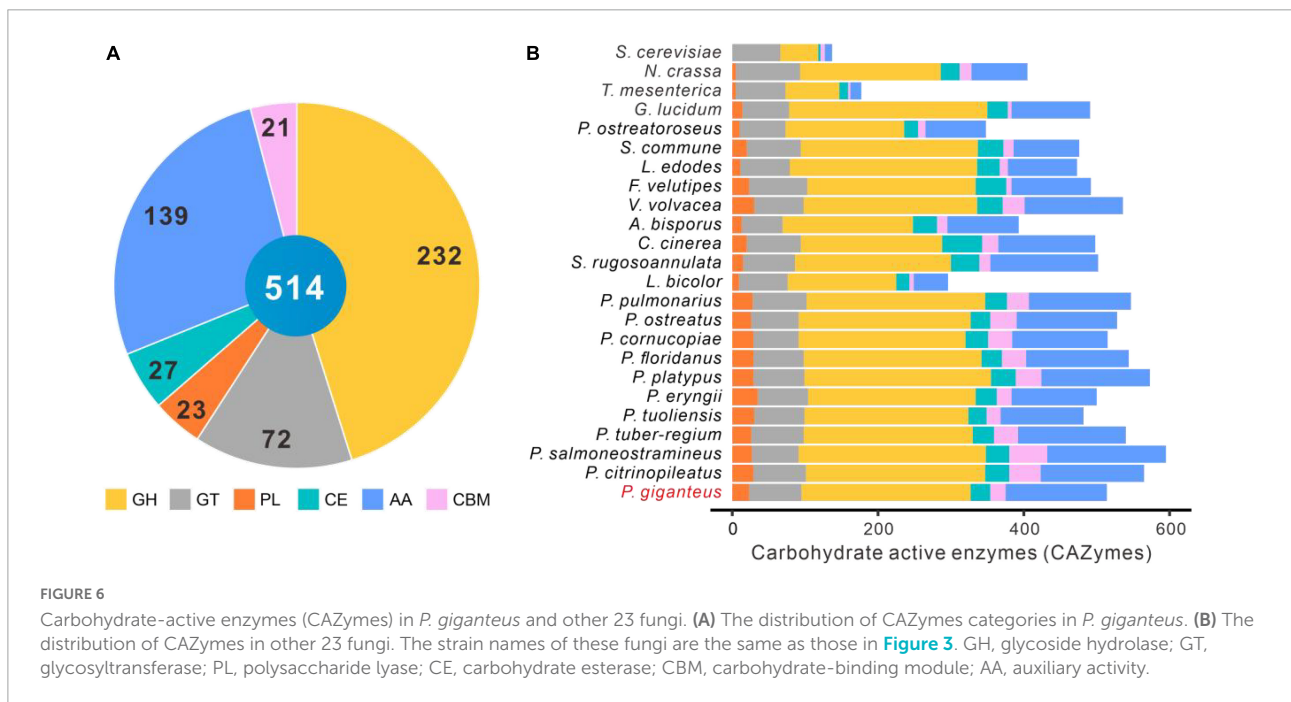 A
21
139
232
514
27
23
72
GH GT PL CE AA CBM
B
S. cerevisiae
N. crassa
T. mesenterica
G. lucidum
P. ostreatoroseus
S. commune
L. edodes
F. velutipes
V. volvacea
A. bisporus
C. cinerea
S. rugosoannulata
L. bicolor
P. pulmonarius
P. ostreatus
P. cornucopiae
P. floridanus
P. platypus
P. eryngii
P. tuoliensis
P. tuber-regium
P. salmoneostramineus
P. citrinopileatus
P. giganteus
0 200 400 600
Carbohydrate active enzymes (CAZymes)
FIGURE 6
Carbohydrate-active enzymes (CAZymes) in P. giganteus and other 23 fungi. (A) The distribution of CAZymes categories in P. giganteus. (B) The
distribution of CAZymes in other 23 fungi. The strain names of these fungi are the same as those in Figure 3. GH, glycoside hydrolase; GT,
glycosyltransferase; PL, polysaccharide lyase; CE, carbohydrate esterase; CBM, carbohydrate-binding module; AA, auxiliary activity.